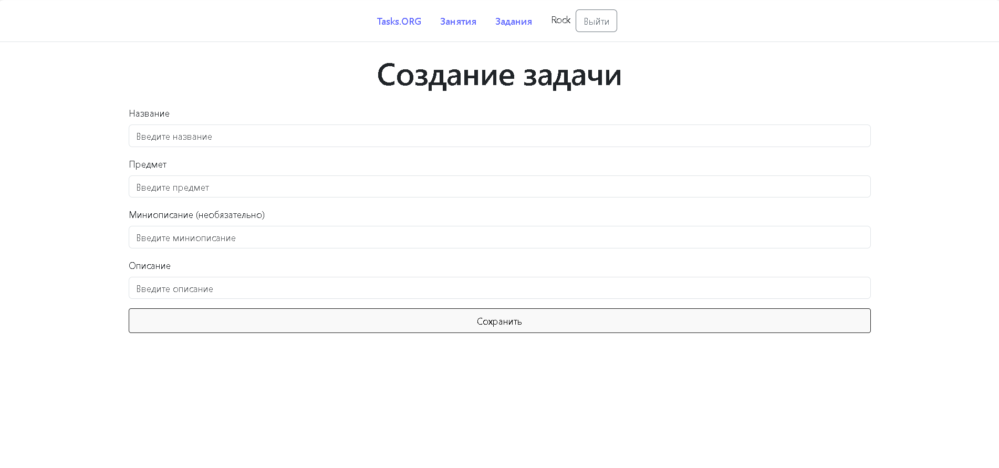 Tasks.ORG Занятия Задания Rock Выйти
Создание задачи
Название
Введите название
Предмет
Введите предмет
Миниописание (необязательно)
Введите миниописание
Описание
Введите описание
Сохранить